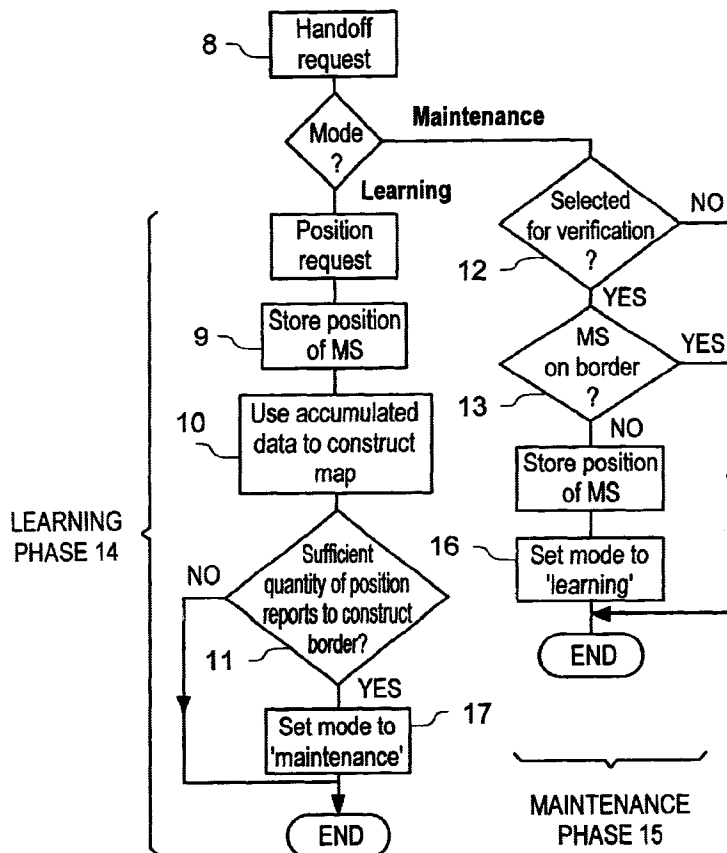 8
Handoff
request
Mode
?
Maintenance
Learning
Position
request
9
Store position
of MS
10
Use accumulated
data to construct
map
LEARNING
PHASE 14
NO
Sufficient
quantity of position
reports to construct
border?
11
YES
Set mode to
'maintenance'
17
END
Selected
for verification
?
NO
12
YES
MS
on border
?
YES
13
NO
Store position
of MS
16
Set mode to
'learning'
END
MAINTENANCE
PHASE 15